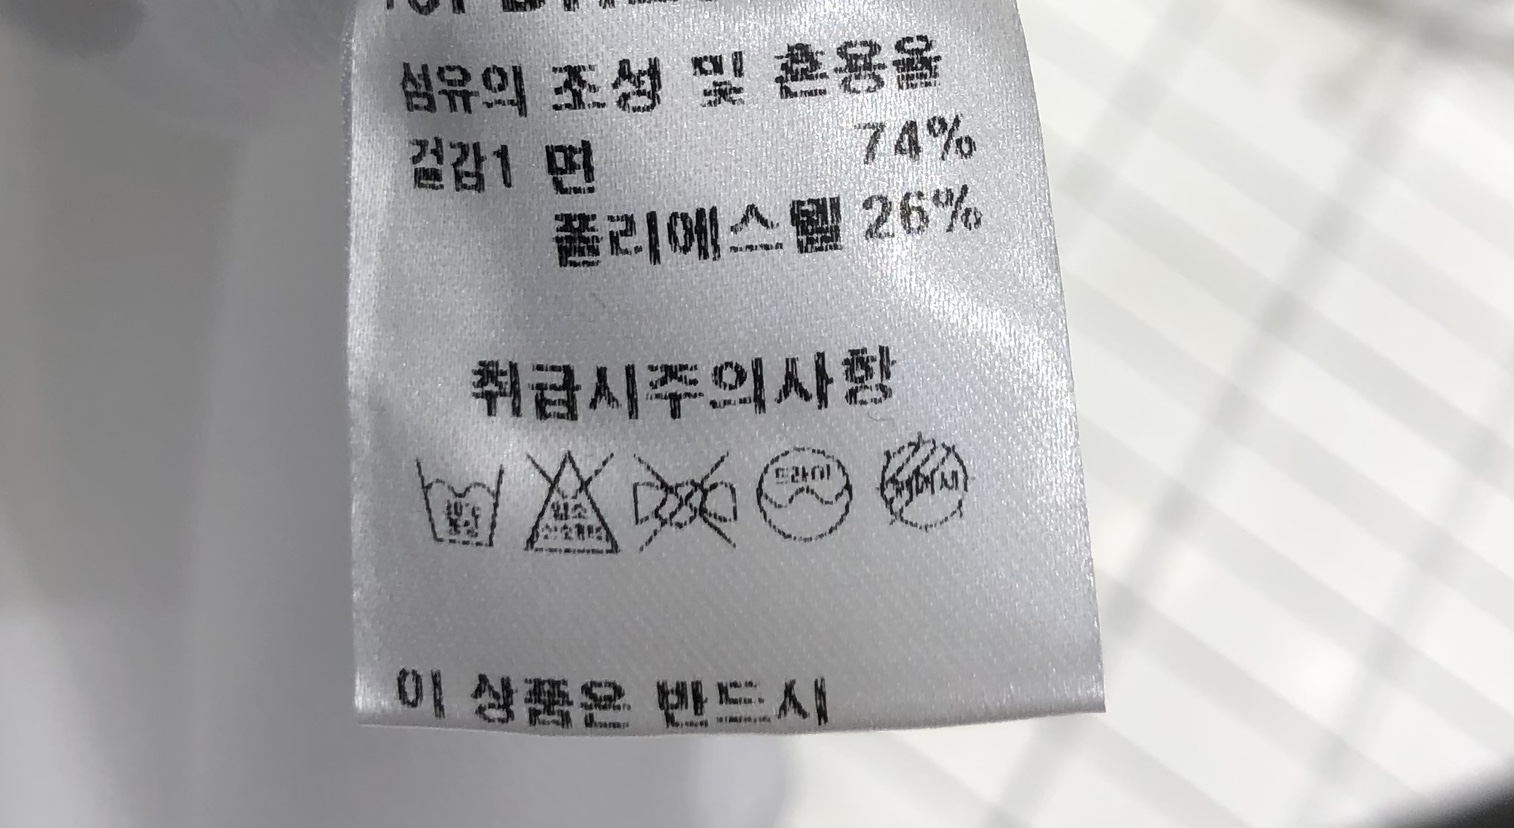 섬유의 조성 및 혼용율
겉감1 면 74%
폴리에스텔 26%
취급시주의사항
드라이
이 상품은 반드시